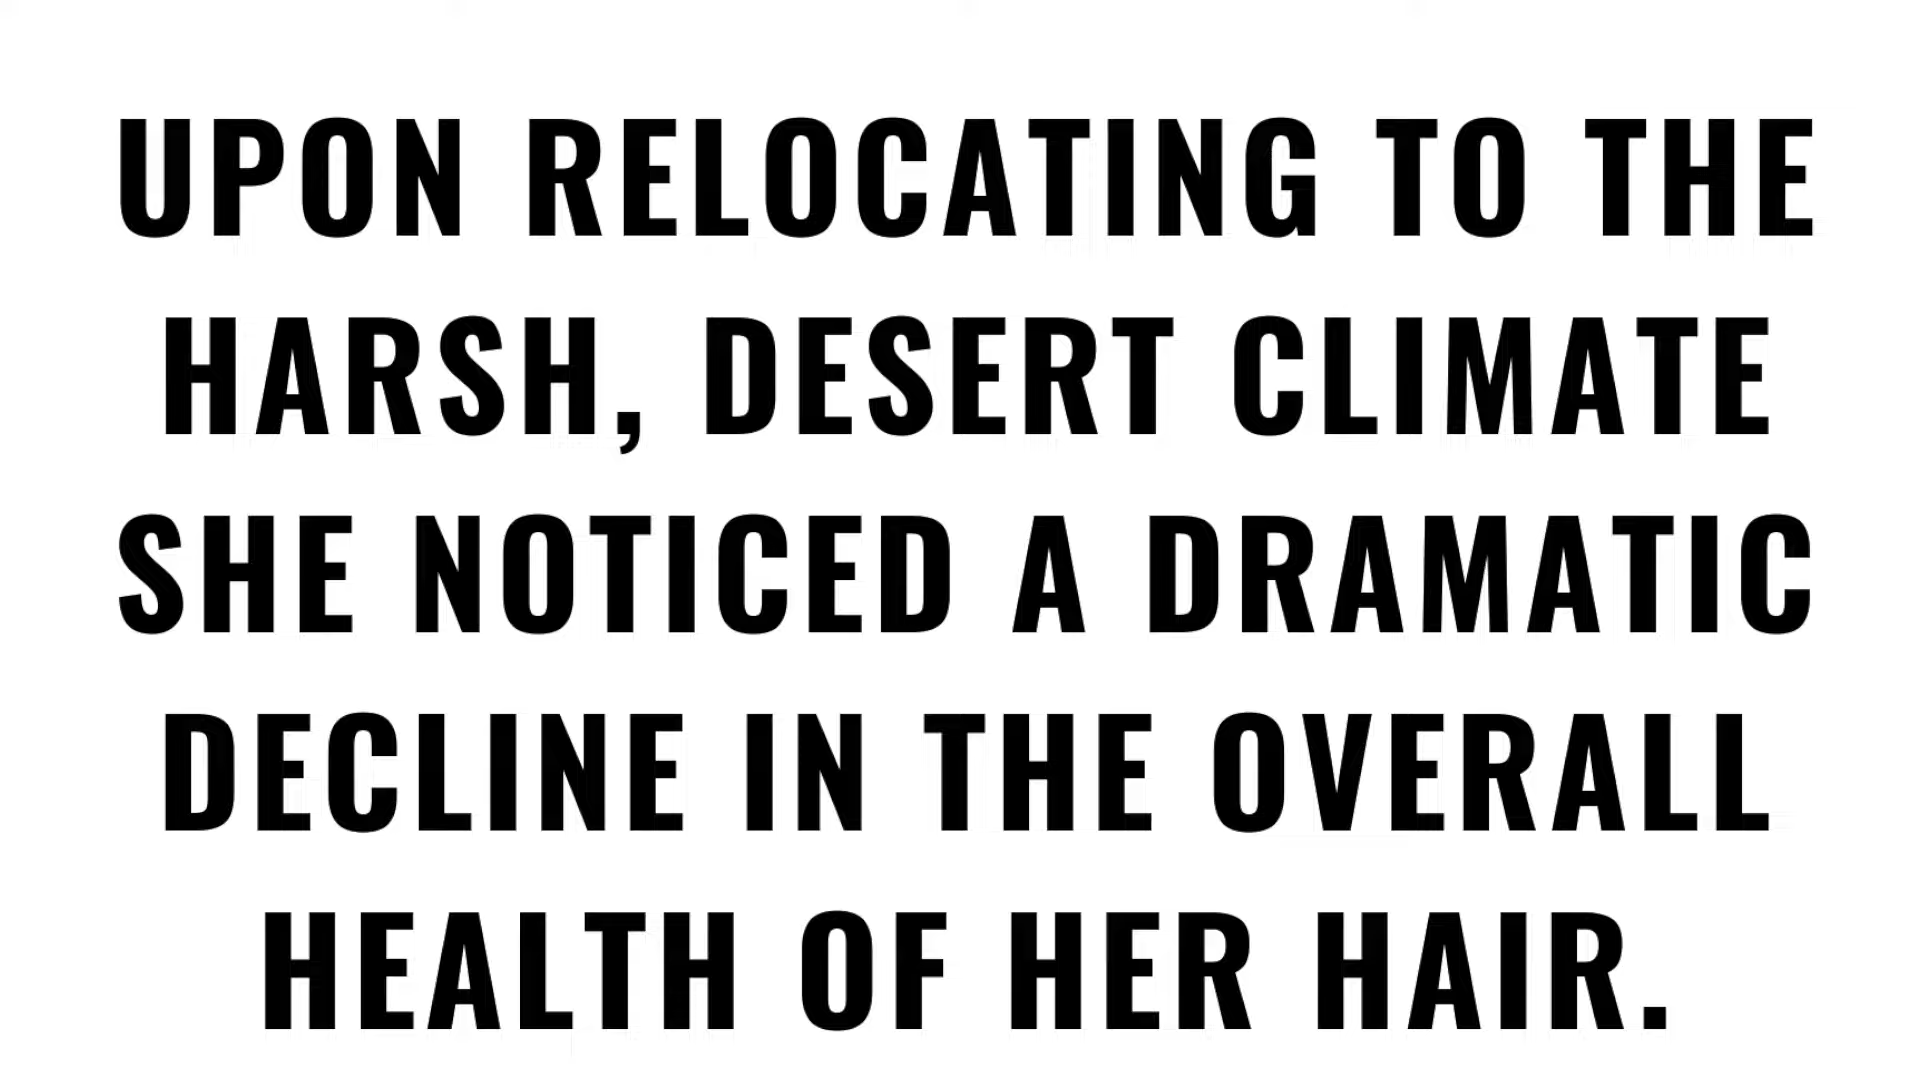 UPON RELOCATING TO THE
HARSH, DESERT CLIMATE
SHE NOTICED A DRAMATIC
DECLINE IN THE OVERALL
HEALTH OF HER HAIR.